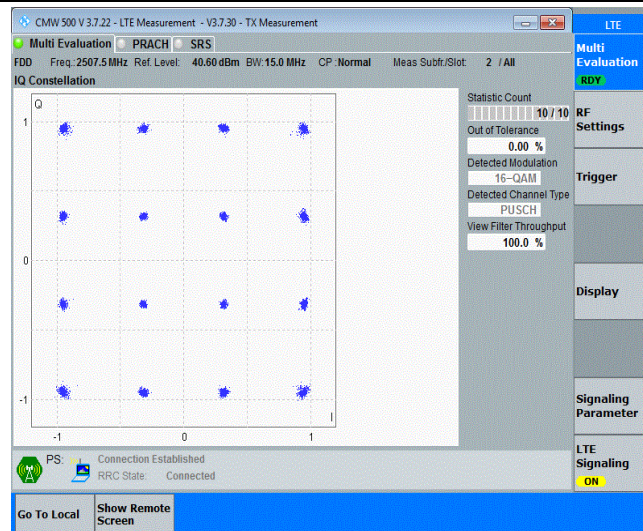 CMW 500 V 3.7.22 - LTE Measurement - V3.7.30 - TX Measurement
LTE
Multi Evaluation PRACH SRS
FDD Freq.: 2507.5 MHz Ref. Level: 40.60 dBm BW: 15.0 MHz CP : Normal Meas Subfr./Slot: 2 / All
IQ Constellation
Q
1
0
-1
-1 0 1
I
Statistic Count
10 / 10
Out of Tolerance
0.00 %
Detected Modulation
16-QAM
Detected Channel Type
PUSCH
View Filter Throughput
100.0 %
Multi
Evaluation
RDY
RF
Settings
Trigger
Display
Signaling
Parameter
LTE
Signaling
ON
PS: Connection Established
RRC State: Connected
Go To Local
Show Remote
Screen